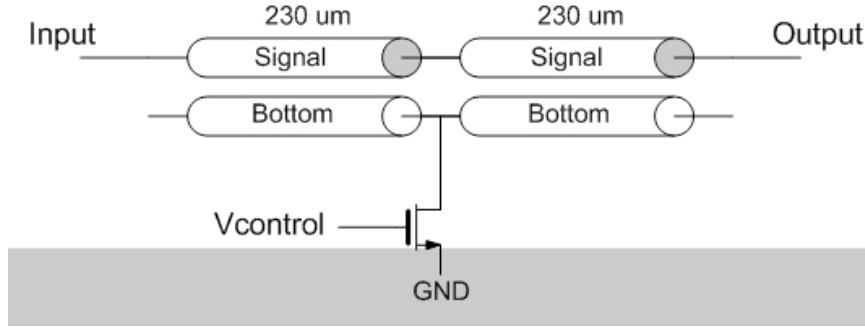 230 um 230 um
Input Signal Signal Output
Bottom Bottom
Vcontrol
GND